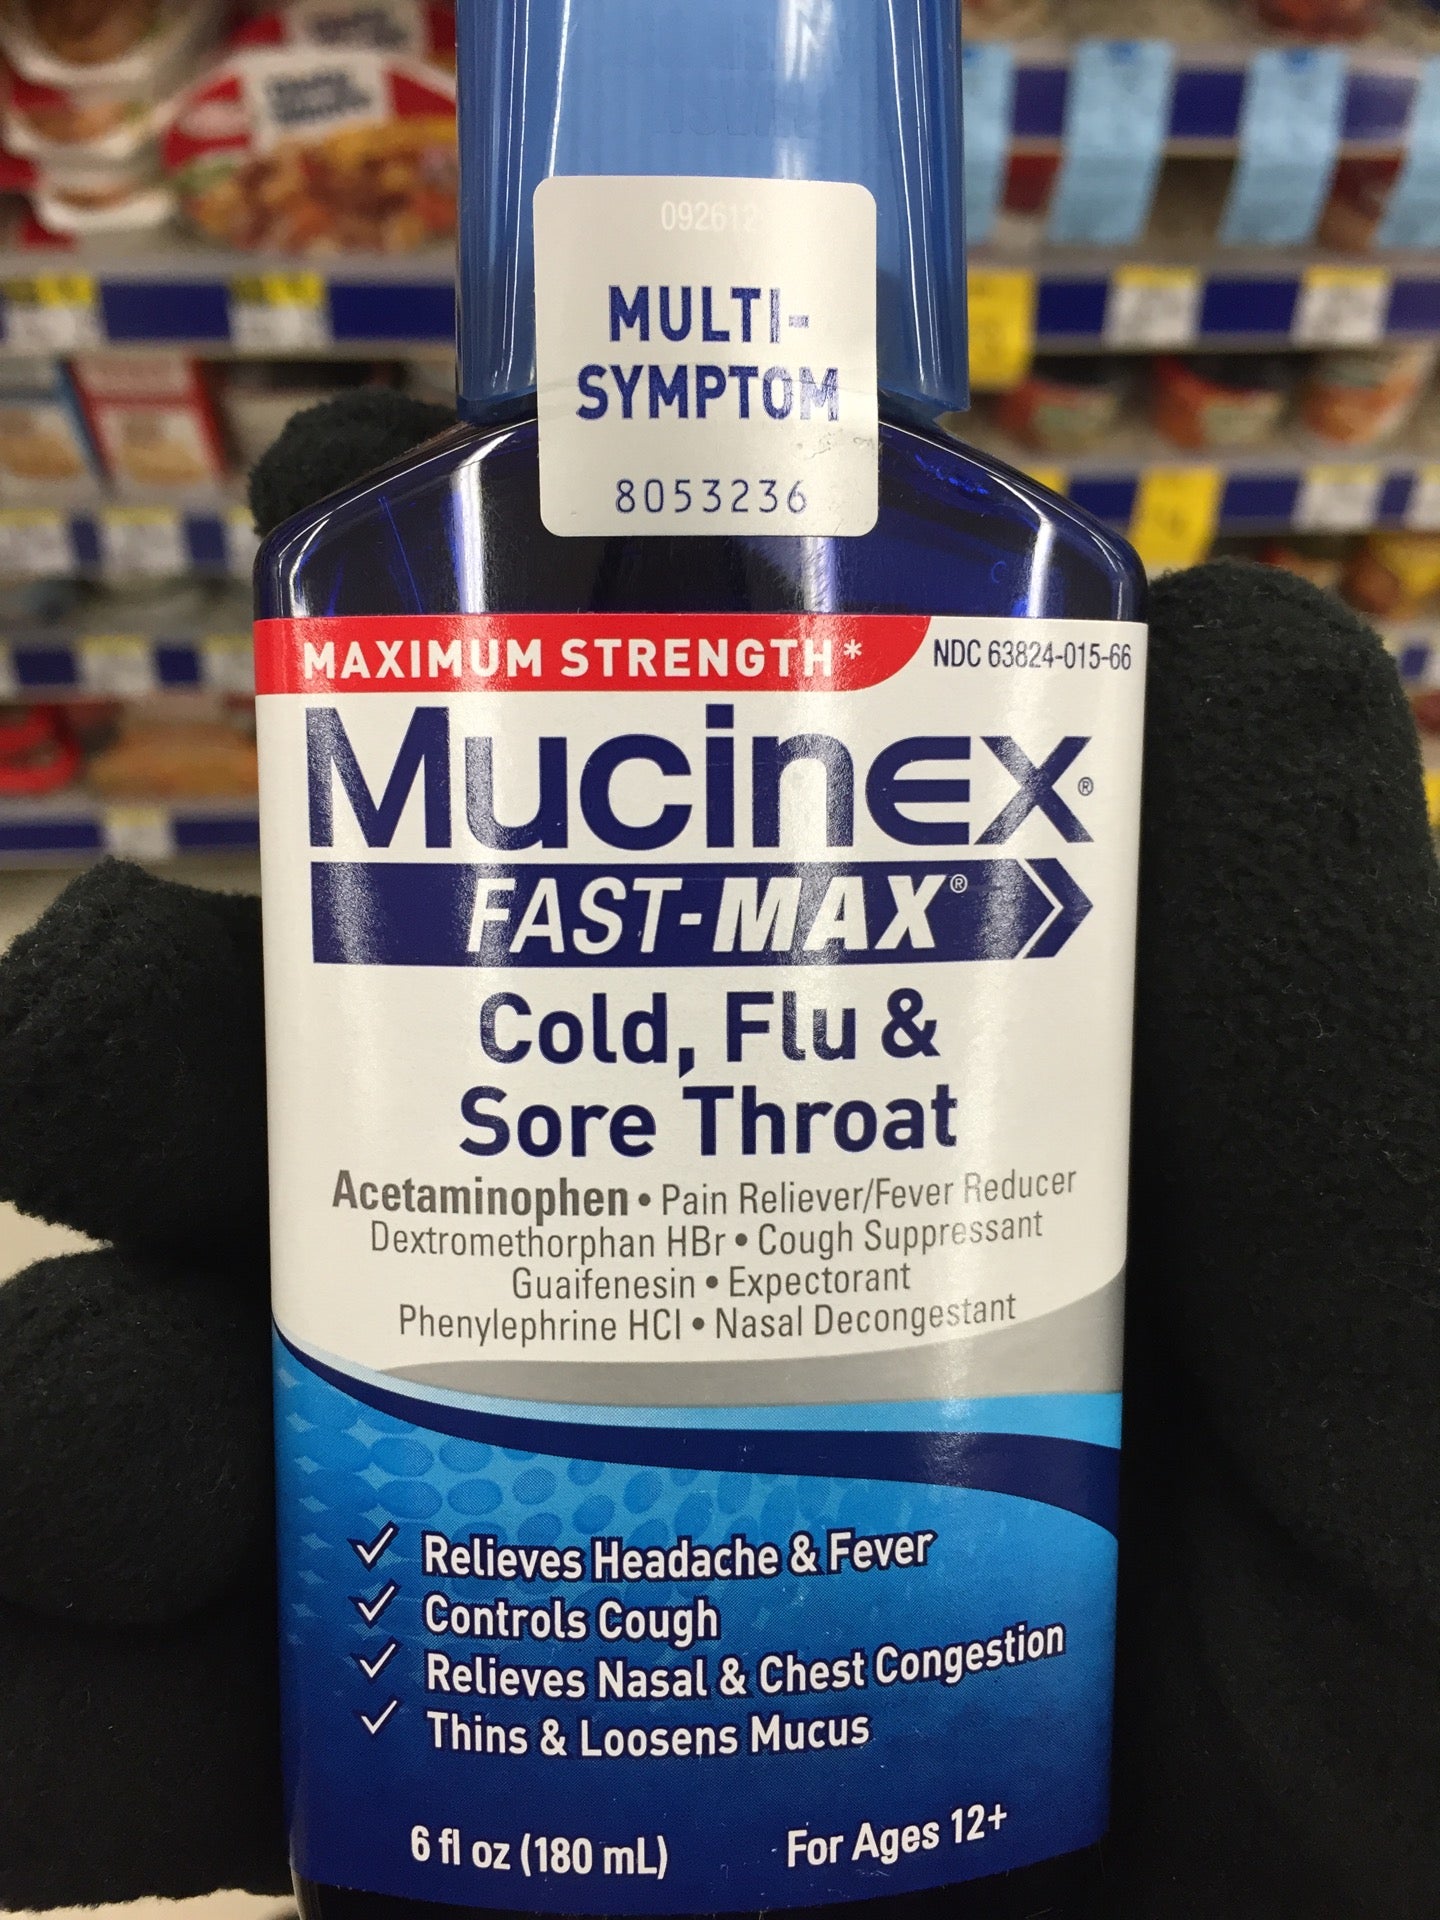 092612
MULTI-
SYMPTOM
8053236
MAXIMUM STRENGTH*
NDC 63824-015-66
Mucinex®
FAST-MAX®
Cold, Flu &
Sore Throat
Acetaminophen • Pain Reliever/Fever Reducer
Dextromethorphan HBr • Cough Suppressant
Guaifenesin • Expectorant
Phenylephrine HCl • Nasal Decongestant
✓ Relieves Headache & Fever
✓ Controls Cough
✓ Relieves Nasal & Chest Congestion
✓ Thins & Loosens Mucus
6 fl oz (180 mL) For Ages 12+